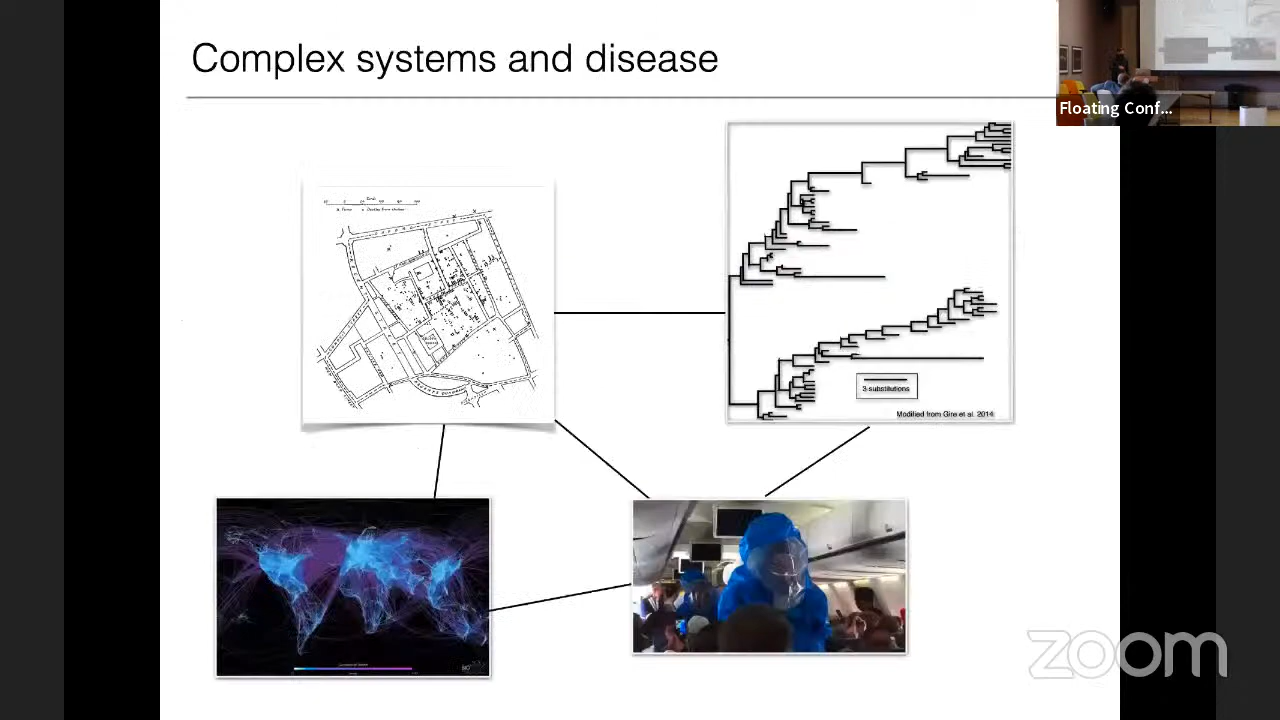 Complex systems and disease
Floating Conf...
3 substitutions
Modified from Gire et al. 2014
zoom